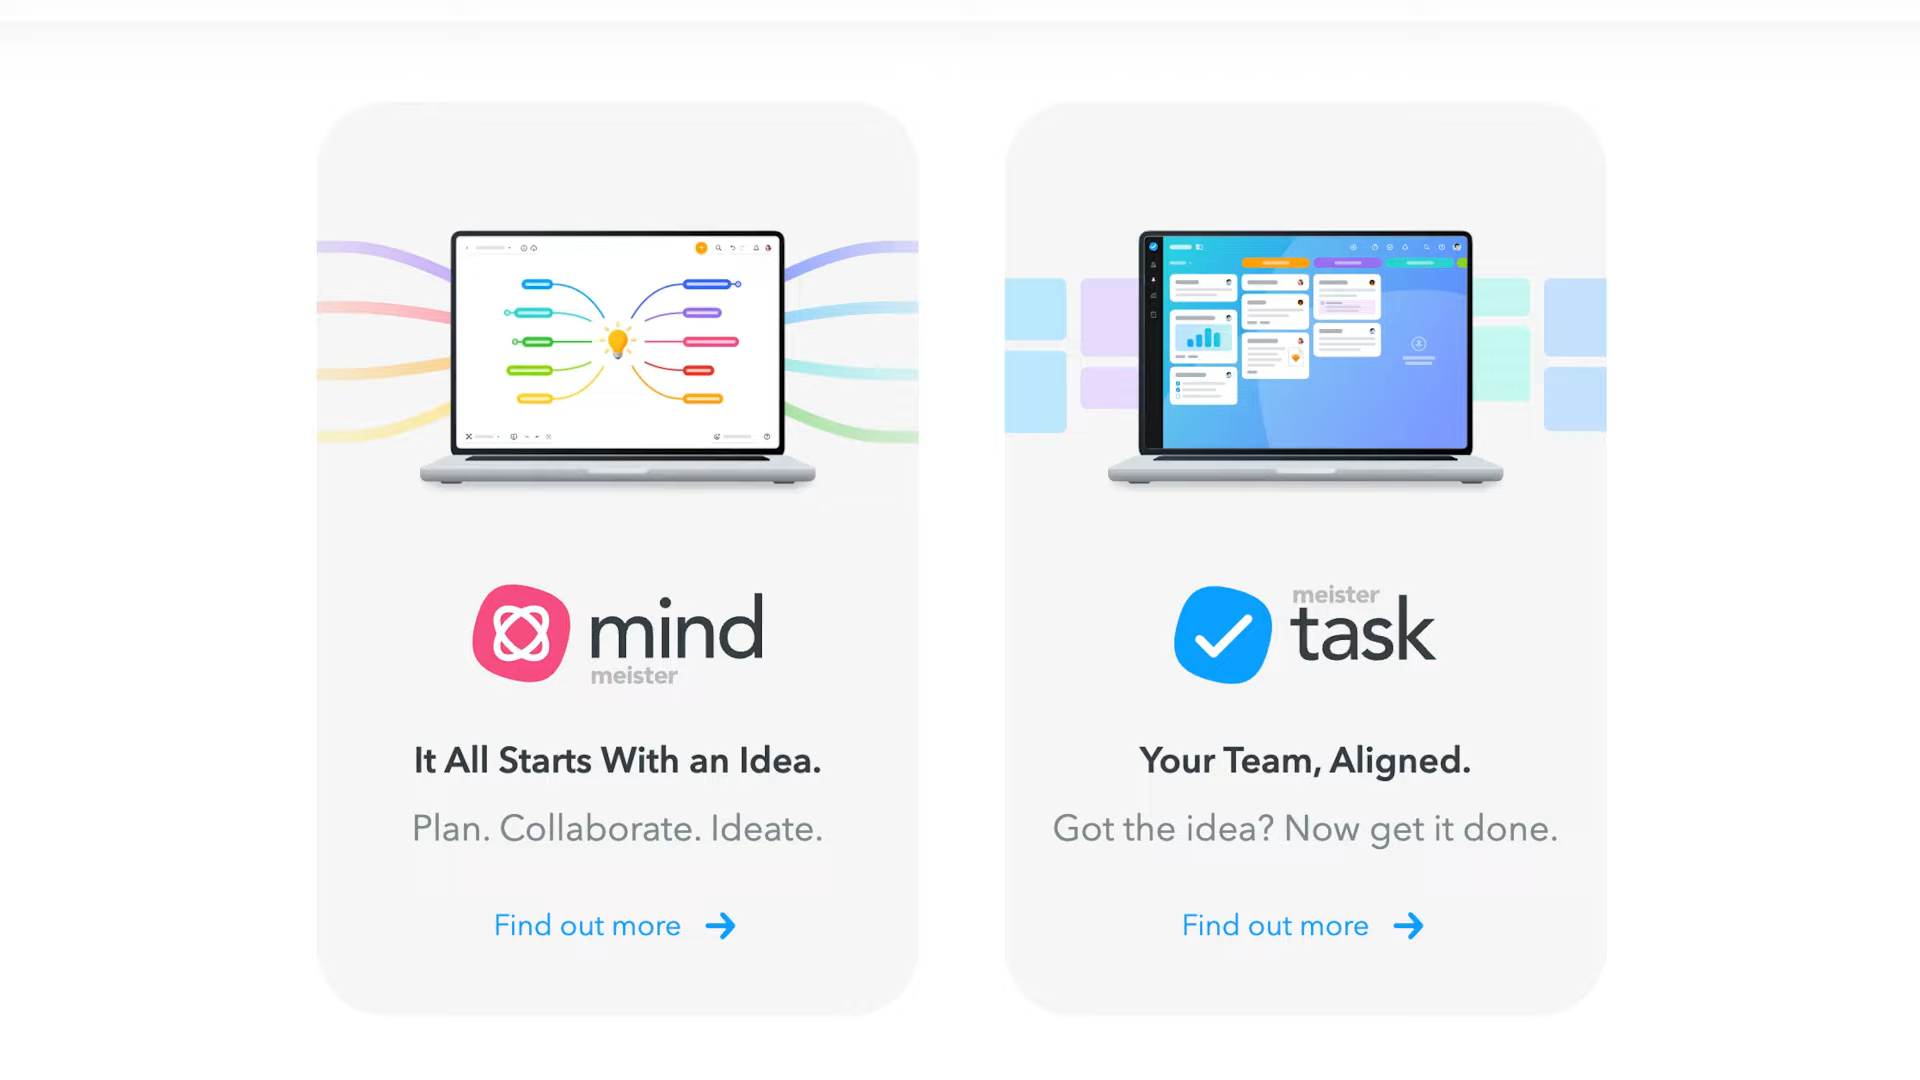 mind
meister
It All Starts With an Idea.
Plan. Collaborate. Ideate.
Find out more
meister
task
Your Team, Aligned.
Got the idea? Now get it done.
Find out more